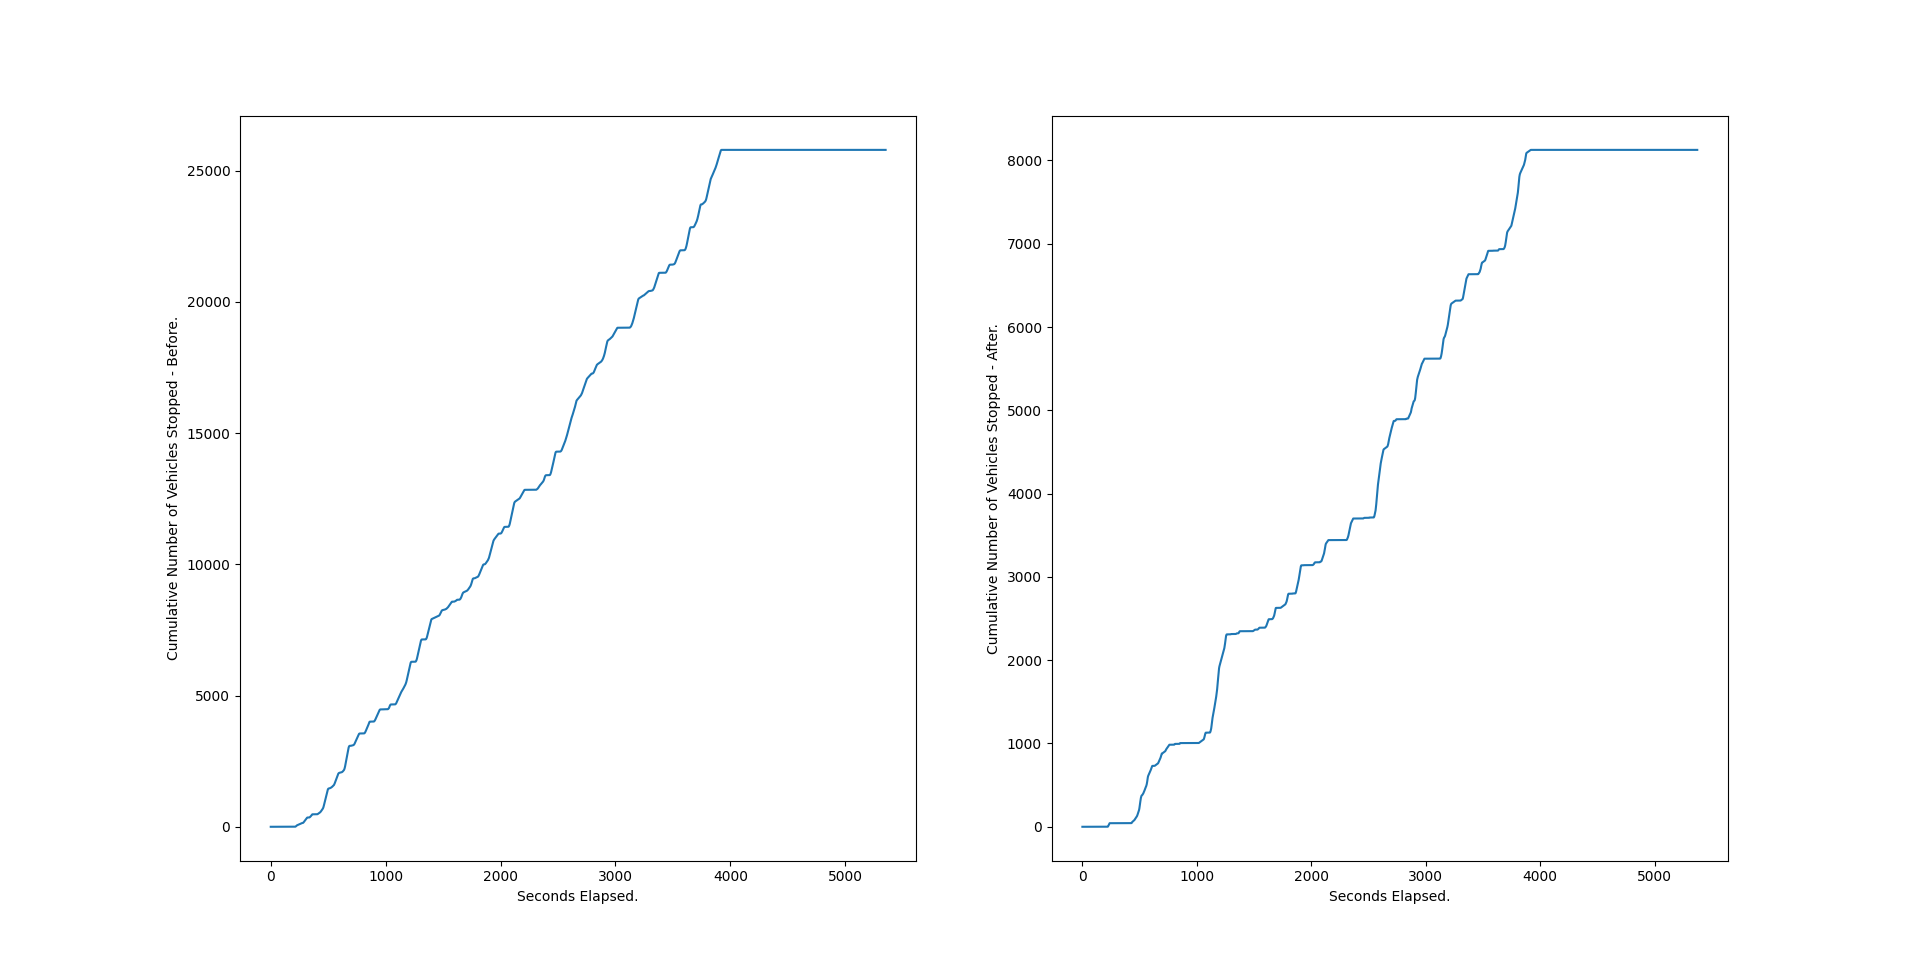 Cumulative Number of Vehicles Stopped - Before.
25000
20000
15000
10000
5000
0
0 1000 2000 3000 4000 5000
Seconds Elapsed.
Cumulative Number of Vehicles Stopped - After.
8000
7000
6000
5000
4000
3000
2000
1000
0
0 1000 2000 3000 4000 5000
Seconds Elapsed.